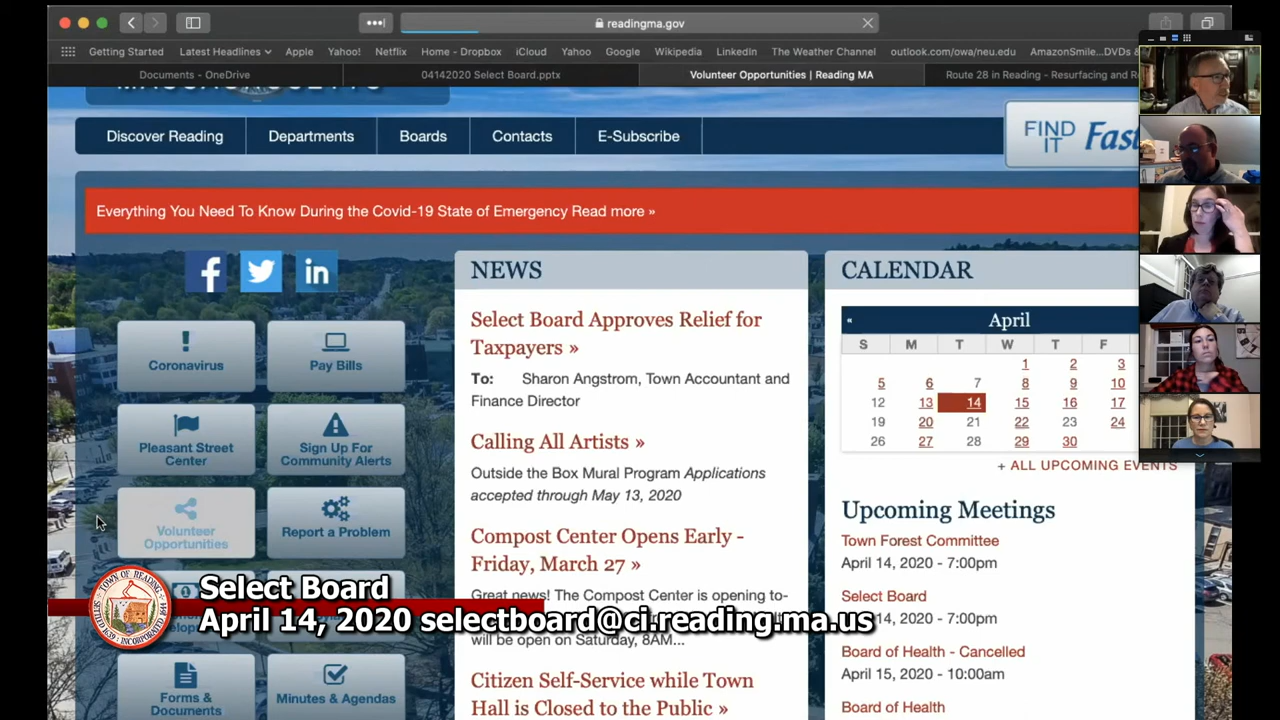 readingma.gov
Getting Started Latest Headlines Apple Yahoo! Netflix Home - Dropbox iCloud Yahoo Google Wikipedia LinkedIn The Weather Channel outlook.com/owa/neu.edu AmazonSmile...DVDs &
Documents - OneDrive 04142020 Select Board.pptx Volunteer Opportunities | Reading MA Route 28 in Reading - Resurfacing and R
Discover Reading Departments Boards Contacts E-Subscribe
FIND IT Fast
Everything You Need To Know During the Covid-19 State of Emergency Read more »
Coronavirus
Pay Bills
Pleasant Street Center
Sign Up For Community Alerts
Volunteer Opportunities
Report a Problem
Forms & Documents
Minutes & Agendas
NEWS
Select Board Approves Relief for
Taxpayers »
To: Sharon Angstrom, Town Accountant and
Finance Director
Calling All Artists »
Outside the Box Mural Program Applications
accepted through May 13, 2020
Compost Center Opens Early -
Friday, March 27 »
Great news! The Compost Center is opening to-
will be open on Saturday, 8AM...
Citizen Self-Service while Town
Hall is Closed to the Public »
CALENDAR
« April
S M T W T F
1 2 3
5 6 7 8 9 10
12 13 14 15 16 17
19 20 21 22 23 24
26 27 28 29 30
+ ALL UPCOMING EVENTS
Upcoming Meetings
Town Forest Committee
April 14, 2020 - 7:00pm
Select Board
14, 2020 - 7:00pm
Board of Health - Cancelled
April 15, 2020 - 10:00am
Board of Health
Select Board
April 14, 2020 selectboard@ci.reading.ma.us
TOWN OF READING